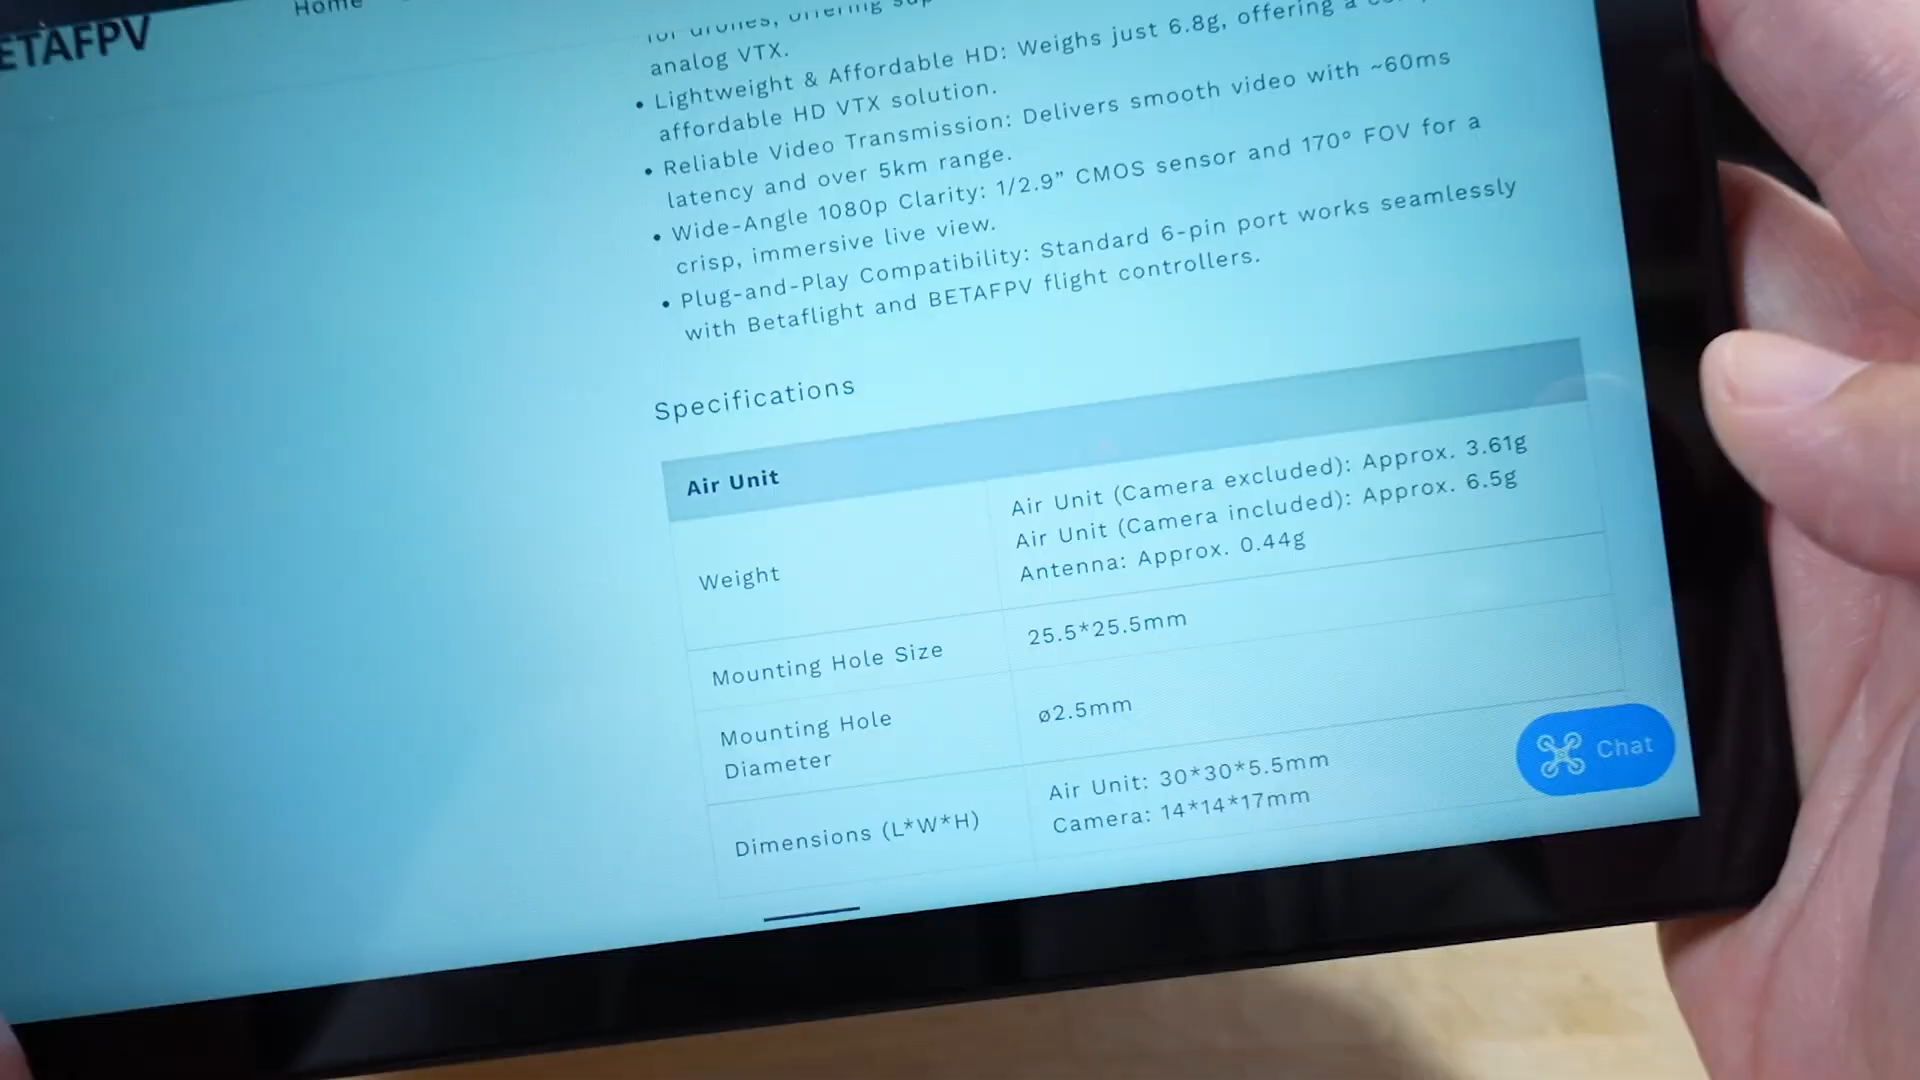 ETAFPV
Home
for drones, offering
analog VTX.
• Lightweight & Affordable HD: Weighs just 6.8g, offering a
affordable HD VTX solution.
• Reliable Video Transmission: Delivers smooth video with ~60ms
latency and over 5km range.
• Wide-Angle 1080p Clarity: 1/2.9” CMOS sensor and 170° FOV for a
crisp, immersive live view.
• Plug-and-Play Compatibility: Standard 6-pin port works seamlessly
with Betaflight and BETAFPV flight controllers.
Specifications
Air Unit
Weight
Air Unit (Camera excluded): Approx. 3.61g
Air Unit (Camera included): Approx. 6.5g
Antenna: Approx. 0.44g
Mounting Hole Size
25.5*25.5mm
Mounting Hole
Diameter
ø2.5mm
Dimensions (L*W*H)
Air Unit: 30*30*5.5mm
Camera: 14*14*17mm
Chat